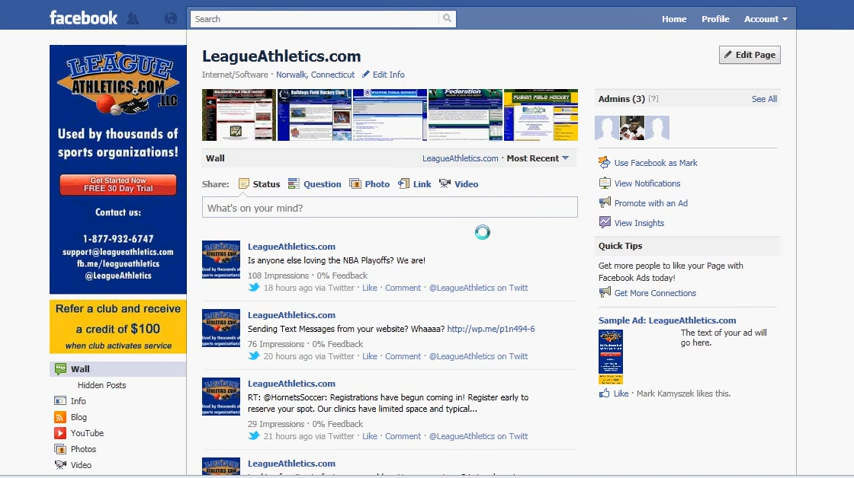 facebook
Search
Home Profile Account
LEAGUE
ATHLETICS.COM
LLC
Used by thousands of
sports organizations!
Get Started Now
FREE 30 Day Trial
Contact us:
1-877-932-6747
support@leagueathletics.com
fb.me/leagueathletics
@LeagueAthletics
Refer a club and receive
a credit of $100
when club activates service
Wall
Hidden Posts
Info
Blog
YouTube
Photos
Video
LeagueAthletics.com
Edit Page
Internet/Software · Norwalk, Connecticut Edit Info
Wall
LeagueAthletics.com · Most Recent
Share: Status Question Photo Link Video
What's on your mind?
LeagueAthletics.com
Is anyone else loving the NBA Playoffs? We are!
108 Impressions · 0% Feedback
18 hours ago via Twitter · Like · Comment · @LeagueAthletics on Twitt
LeagueAthletics.com
Sending Text Messages from your website? Whaaaa? http://wp.me/p1n494-6
76 Impressions · 0% Feedback
20 hours ago via Twitter · Like · Comment · @LeagueAthletics on Twitt
LeagueAthletics.com
RT: @HornetsSoccer: Registrations have begun coming in! Register early to
reserve your spot. Our clinics have limited space and typical...
29 Impressions · 0% Feedback
21 hours ago via Twitter · Like · Comment · @LeagueAthletics on Twitt
LeagueAthletics.com
Admins (3) [?] See All
Use Facebook as Mark
View Notifications
Promote with an Ad
View Insights
Quick Tips
Get more people to like your Page with
Facebook Ads today!
Get More Connections
Sample Ad: LeagueAthletics.com
The text of your ad will
go here.
Like · Mark Kamyszek likes this.